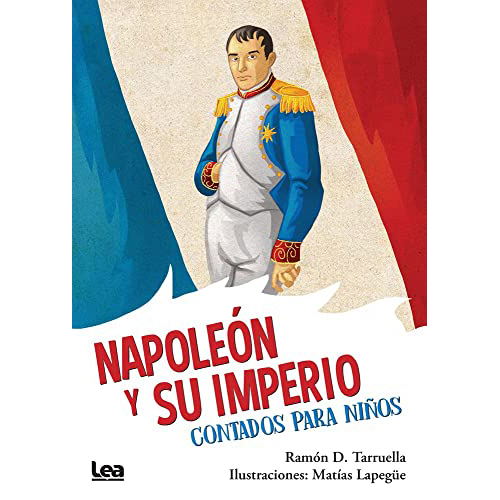 NAPOLEÓN
Y SU IMPERIO
CONTADOS PARA NIÑOS
Ramón D. Tarruella
Lea Ilustraciones: Matías Lapegüe